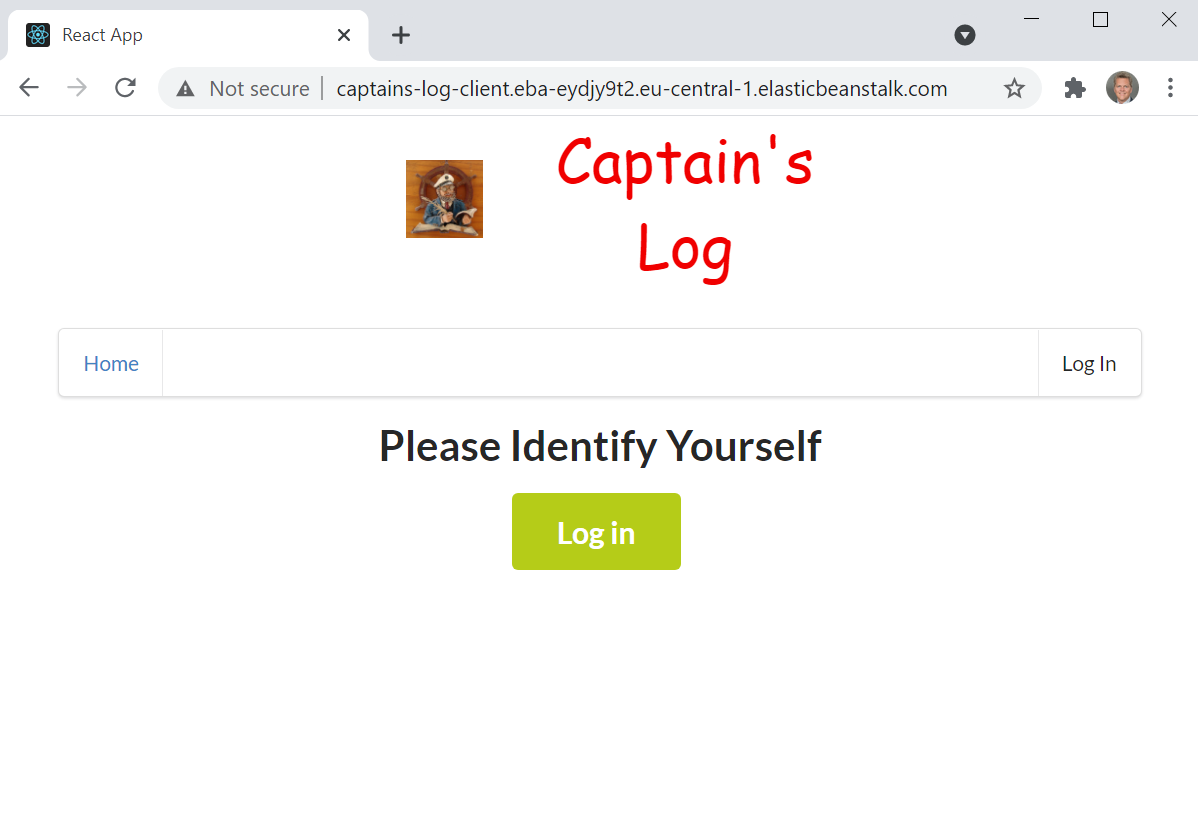 React App
Not secure
captains-log-client.eba-eydjy9t2.eu-central-1.elasticbeanstalk.com
Captain's
Log
Home
Log In
Please Identify Yourself
Log in